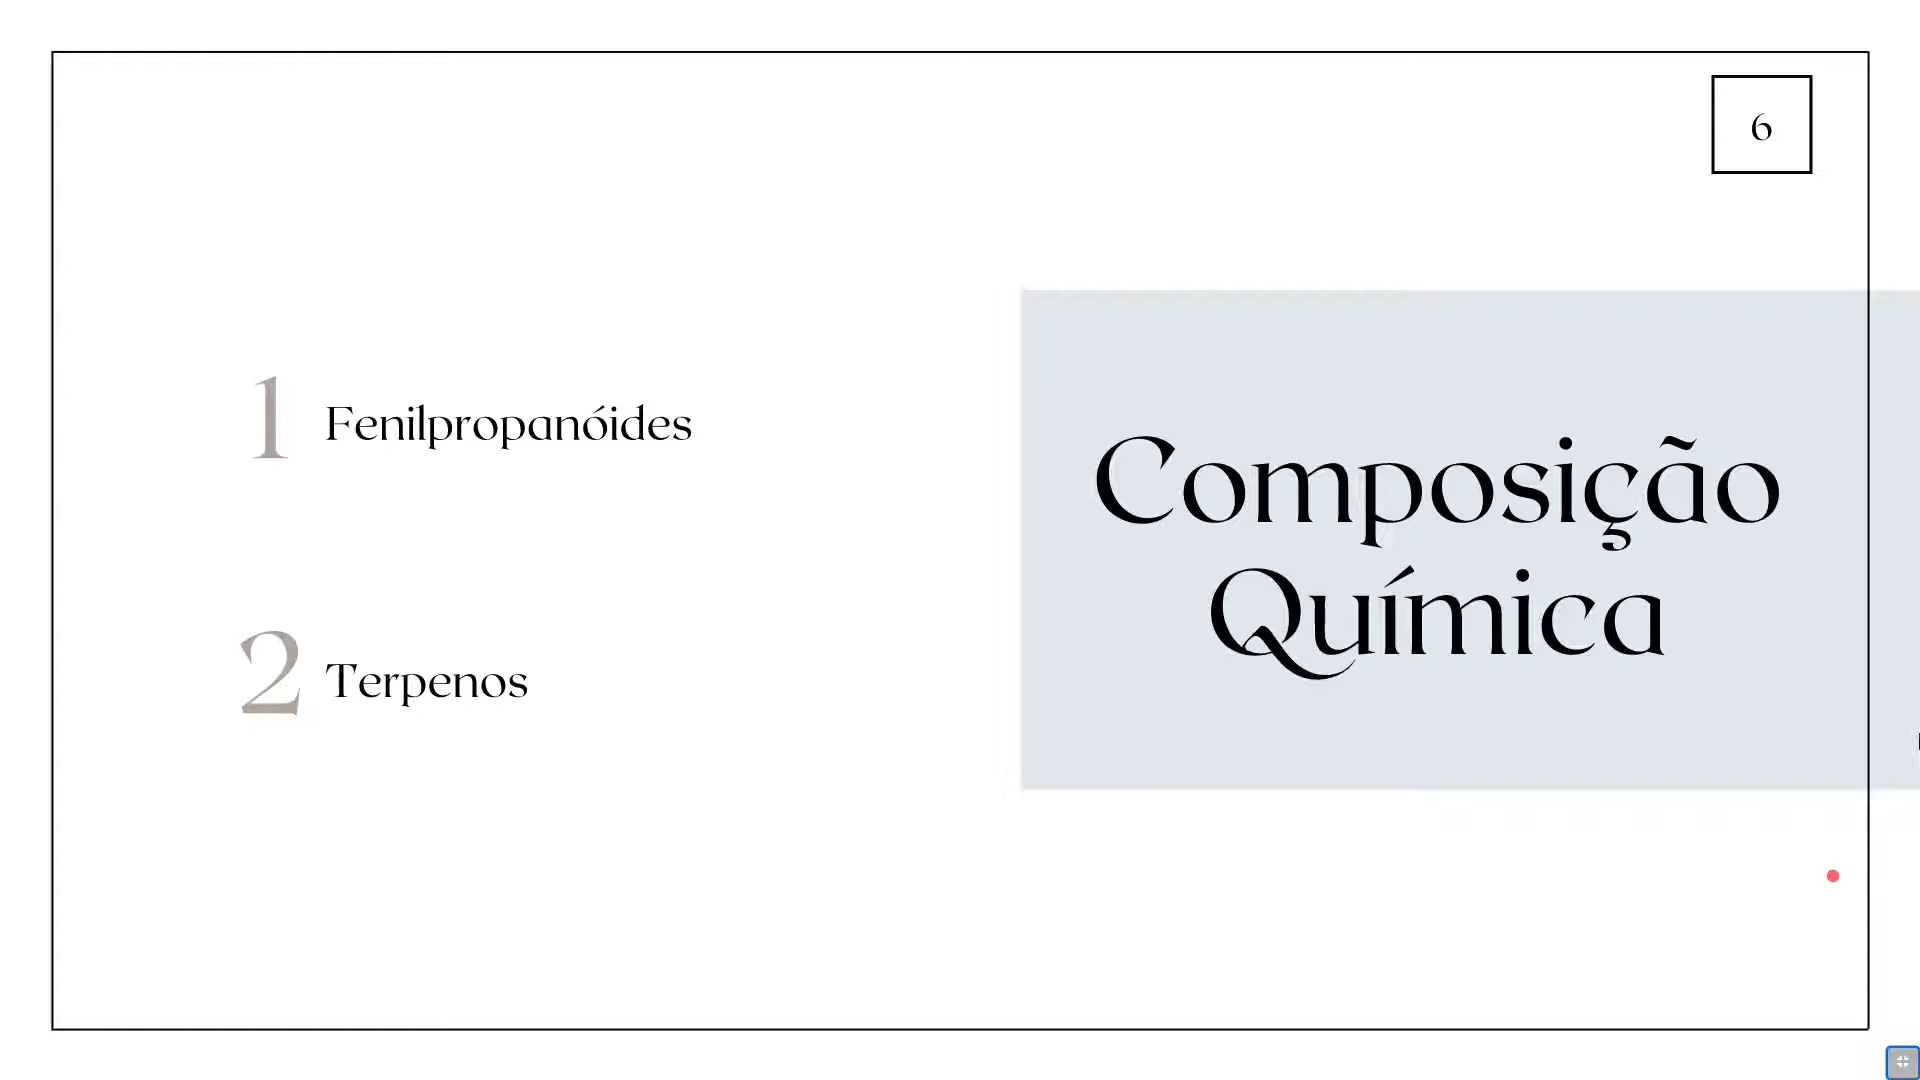 6
1 Fenilpropanóides
2 Terpenos
Composição
Química